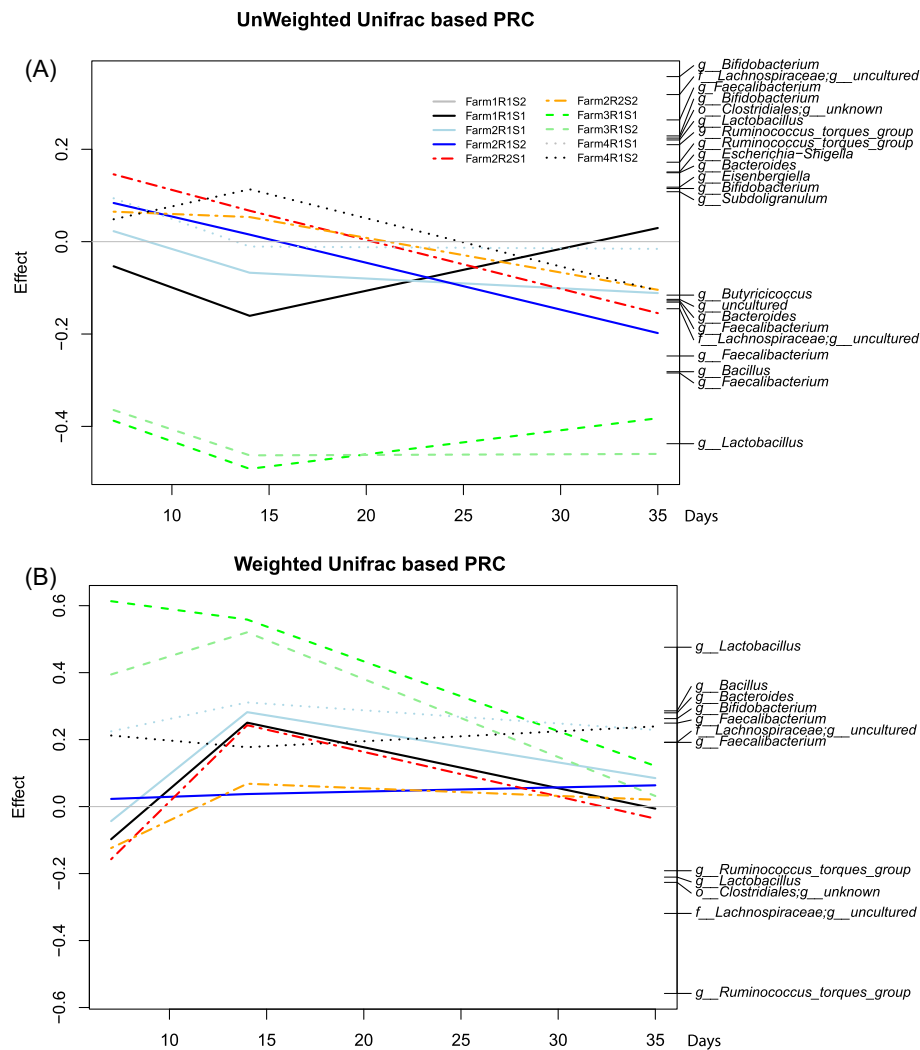 UnWeighted Unifrac based PRC
(A)
Farm1R1S2
Farm1R1S1
Farm2R1S1
Farm2R1S2
Farm2R2S1
Farm2R2S2
Farm3R1S1
Farm3R1S2
Farm4R1S1
Farm4R1S2
Effect
0.2
0.0
−0.2
−0.4
10
15
20
25
30
35
Days
g__Bifidobacterium
f__Lachnospiraceae;g__uncultured
g__Faecalibacterium
g__Bifidobacterium
o__Clostridiales;g__unknown
g__Lactobacillus
g__Ruminococcus_torques_group
g__Ruminococcus_torques_group
g__Escherichia−Shigella
g__Bacteroides
g__Eisenbergiella
g__Bifidobacterium
g__Subdoligranulum
g__Butyricicoccus
g__uncultured
g__Bacteroides
g__Faecalibacterium
f__Lachnospiraceae;g__uncultured
g__Faecalibacterium
g__Bacillus
g__Faecalibacterium
g__Lactobacillus
Weighted Unifrac based PRC
(B)
Effect
0.6
0.4
0.2
0.0
−0.2
−0.4
−0.6
10
15
20
25
30
35
Days
g__Lactobacillus
g__Bacillus
g__Bacteroides
g__Bifidobacterium
g__Faecalibacterium
f__Lachnospiraceae;g__uncultured
g__Faecalibacterium
g__Ruminococcus_torques_group
g__Lactobacillus
o__Clostridiales;g__unknown
f__Lachnospiraceae;g__uncultured
g__Ruminococcus_torques_group